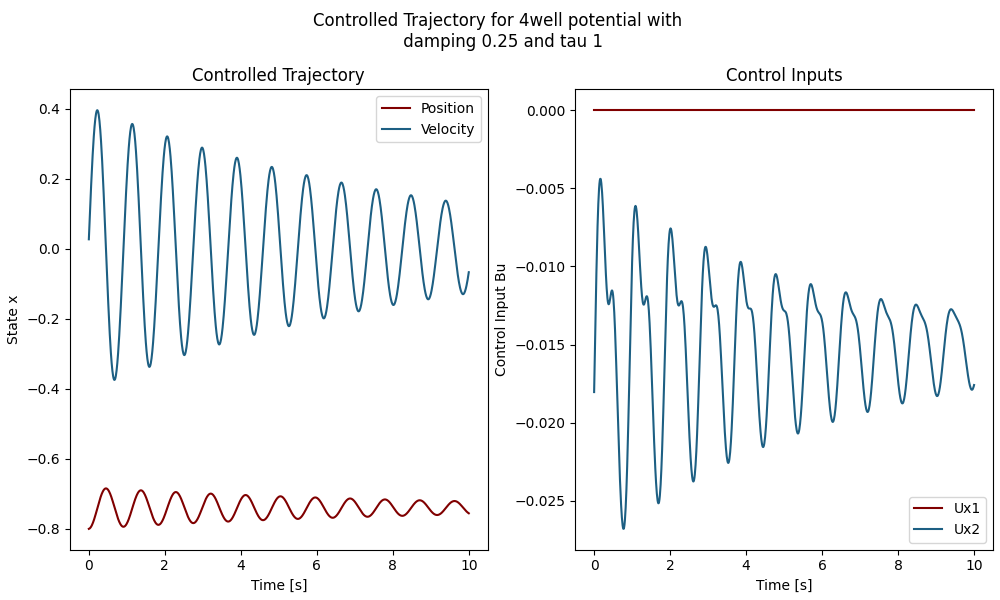 Controlled Trajectory for 4well potential with
damping 0.25 and tau 1
Controlled Trajectory
Position
Velocity
0.4
0.2
0.0
−0.2
−0.4
−0.6
−0.8
State x
0
2
4
6
8
10
Time [s]
Control Inputs
0.000
−0.005
−0.010
−0.015
−0.020
−0.025
Control Input Bu
Ux1
Ux2
0
2
4
6
8
10
Time [s]